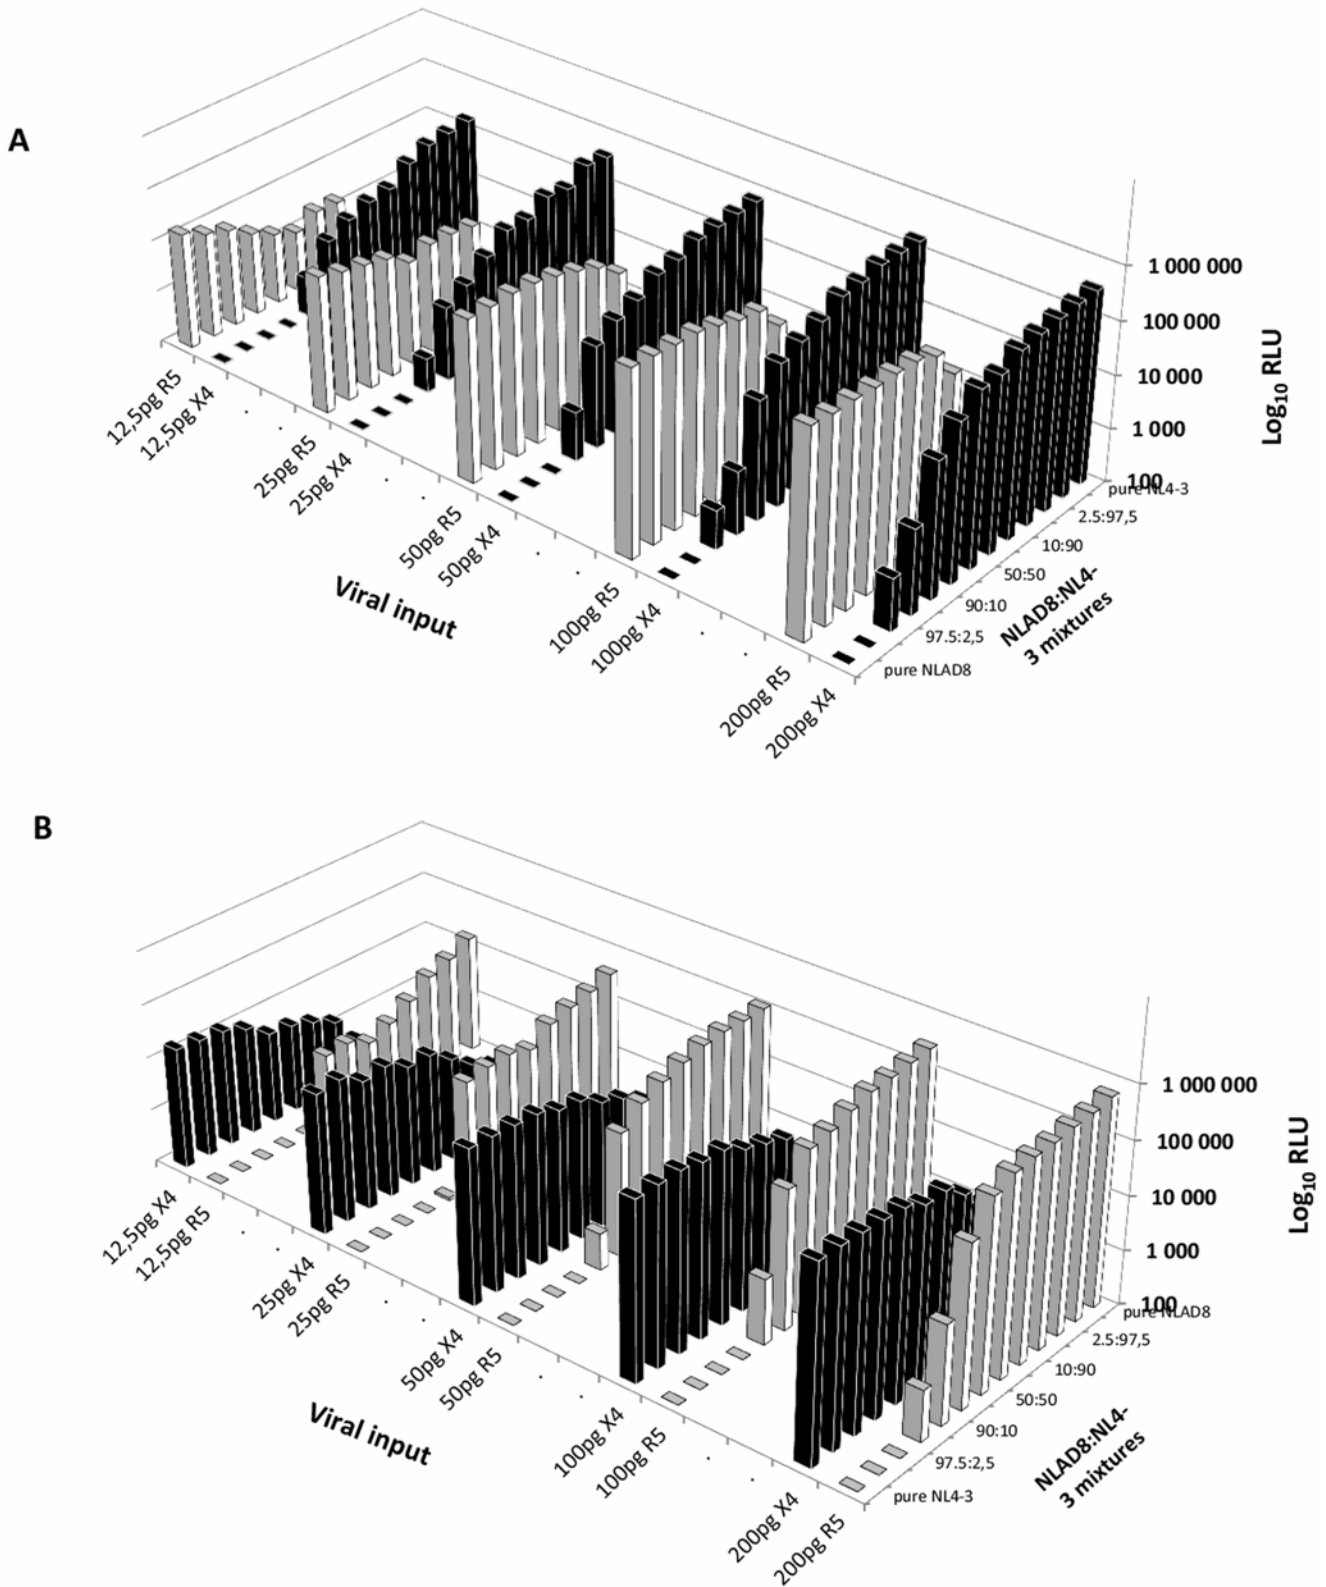 A
1 000 000
100 000
10 000
1 000
100
Log10 RLU
pure NL4-3
2.5:97,5
10:90
50:50
90:10
97.5:2,5
pure NLAD8
NLAD8:NL4-
3 mixtures
12,5pg R5
12,5pg X4
25pg R5
25pg X4
50pg R5
50pg X4
100pg R5
100pg X4
200pg R5
200pg X4
Viral input
B
1 000 000
100 000
10 000
1 000
100
Log10 RLU
pure NLAD8
2.5:97,5
10:90
50:50
90:10
97.5:2,5
pure NL4-3
NLAD8:NL4-
3 mixtures
12,5pg X4
12,5pg R5
25pg X4
25pg R5
50pg X4
50pg R5
100pg X4
100pg R5
200pg X4
200pg R5
Viral input